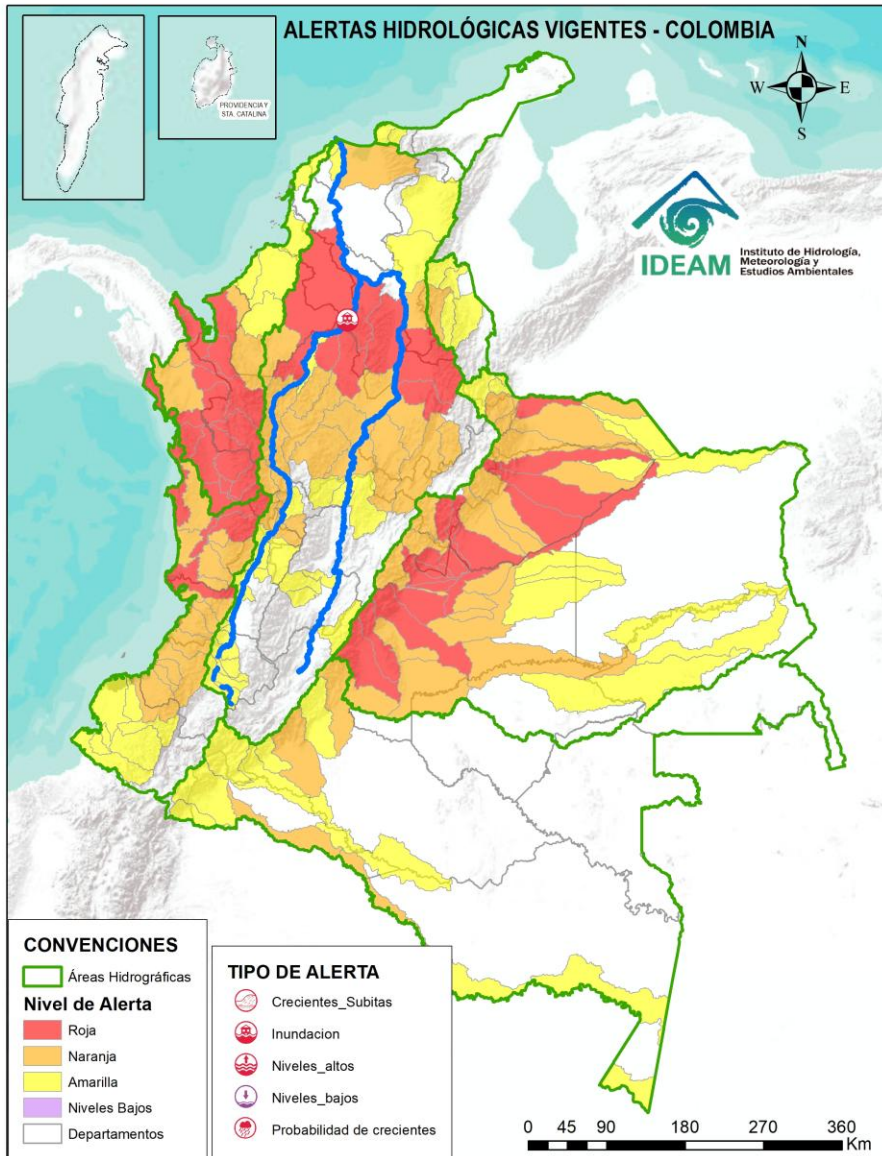 ALERTAS HIDROLÓGICAS VIGENTES - COLOMBIA
PROVIDENCIA Y
STA. CATALINA
N
W
E
S
IDEAM
Instituto de Hidrología,
Meteorología y
Estudios Ambientales
CONVENCIONES
Áreas Hidrográficas
Nivel de Alerta
Roja
Naranja
Amarilla
Niveles Bajos
Departamentos
TIPO DE ALERTA
Crecientes_Subitas
Inundacion
Niveles_altos
Niveles_bajos
Probabilidad de crecientes
0 45 90 180 270 360
Km